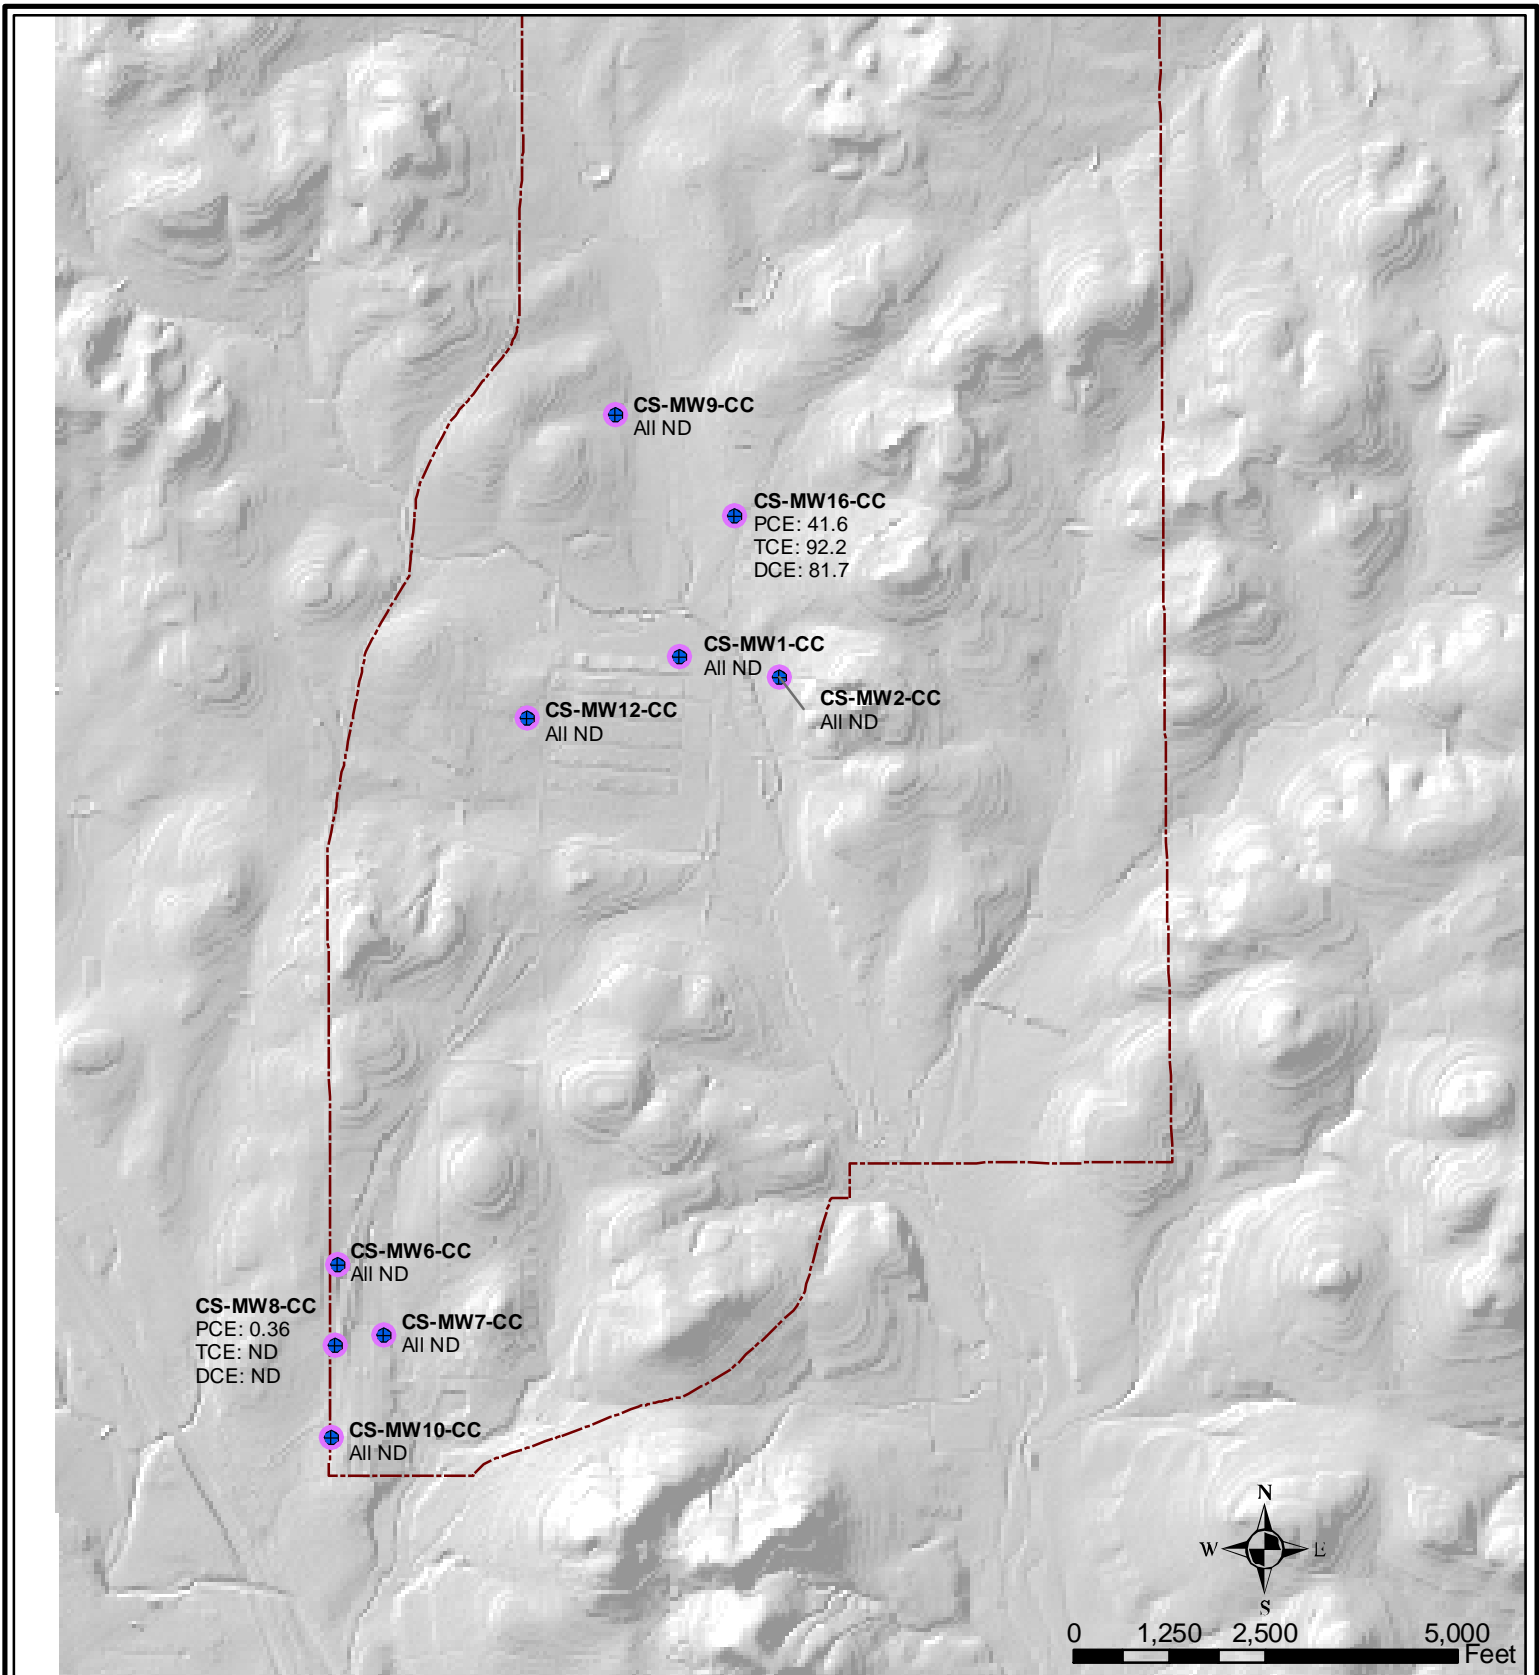 CS-MW9-CC
All ND
CS-MW16-CC
PCE: 41.6
TCE: 92.2
DCE: 81.7
CS-MW1-CC
All ND
CS-MW2-CC
All ND
CS-MW12-CC
All ND
CS-MW6-CC
All ND
CS-MW8-CC
PCE: 0.36
TCE: ND
DCE: ND
CS-MW7-CC
All ND
CS-MW10-CC
All ND
N
W E
S
0 1,250 2,500 5,000
Feet